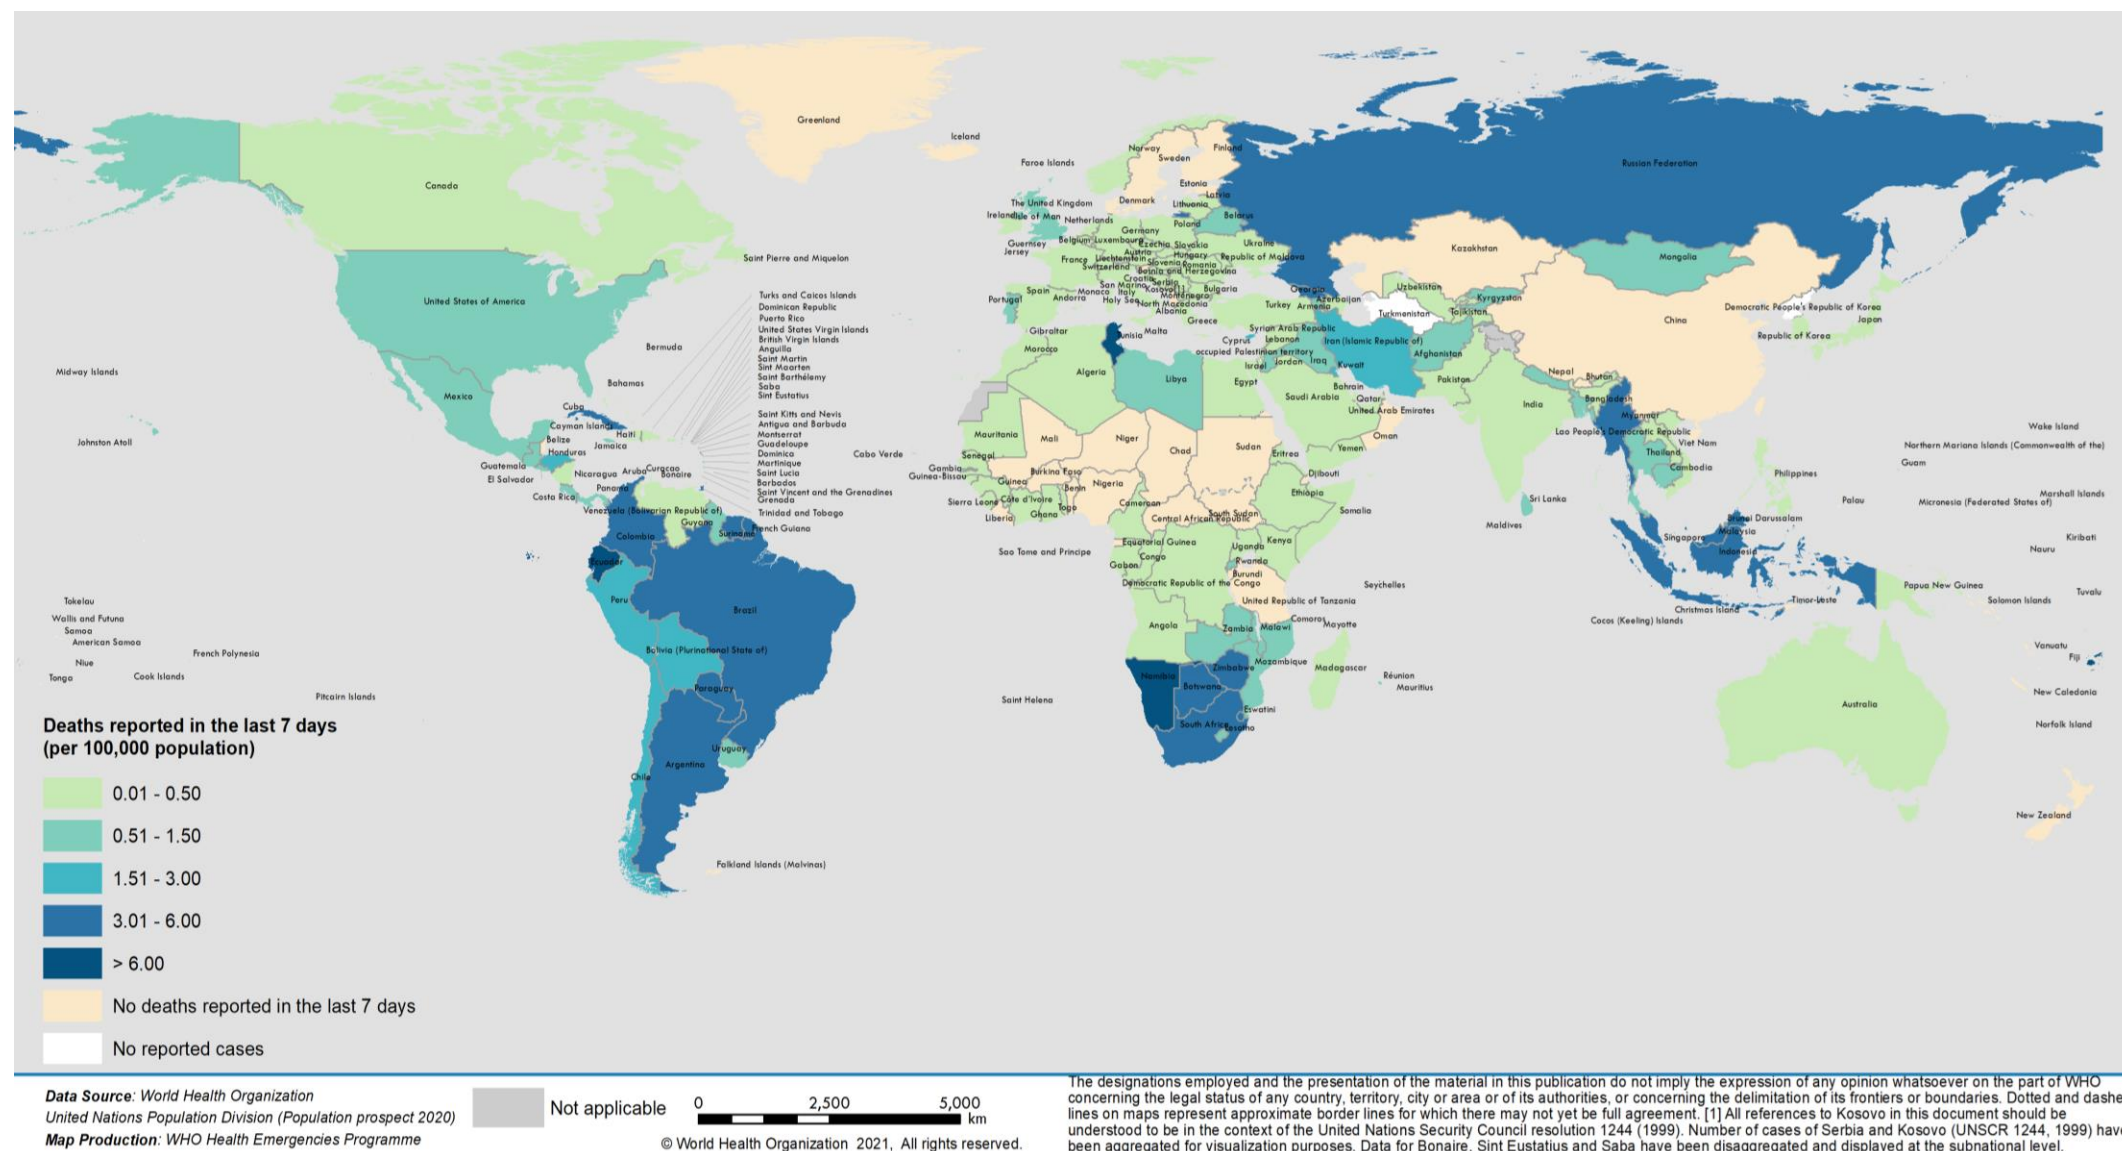 Greenland
Iceland
Faroe Islands
Norway
Sweden
Finland
Russian Federation
Canada
Estonia
Latvia
Lithuania
Denmark
The United Kingdom
Ireland
Isle of Man
Netherlands
Poland
Belarus
Germany
Guernsey
Jersey
Belgium
Luxembourg
Czechia
Slovakia
Ukraine
Kazakhstan
Mongolia
Saint Pierre and Miquelon
France
Liechtenstein
Austria
Hungary
Republic of Moldova
Switzerland
Slovenia
Romania
Bosnia and Herzegovina
Croatia
San Marino
Serbia
Spain
Andorra
Monaco
Italy
Kosovo[1]
Bulgaria
Portugal
Holy See
Montenegro
North Macedonia
Albania
Greece
Georgia
Azerbaijan
Turkey
Armenia
Uzbekistan
Kyrgyzstan
Turkmenistan
Tajikistan
China
Democratic People's Republic of Korea
Japan
Republic of Korea
United States of America
Turks and Caicos Islands
Dominican Republic
Puerto Rico
United States Virgin Islands
British Virgin Islands
Anguilla
Saint Martin
Sint Maarten
Saint Barthélemy
Saba
Sint Eustatius
Bermuda
Gibraltar
Tunisia
Malta
Morocco
Cyprus
Syrian Arab Republic
Lebanon
occupied Palestinian territory
Israel
Jordan
Iraq
Iran (Islamic Republic of)
Kuwait
Afghanistan
Midway Islands
Mexico
Bahamas
Algeria
Libya
Egypt
Saudi Arabia
Bahrain
Qatar
United Arab Emirates
Oman
Pakistan
Nepal
Bhutan
India
Bangladesh
Myanmar
Lao People's Democratic Republic
Viet Nam
Thailand
Cambodia
Johnston Atoll
Cuba
Cayman Islands
Haiti
Belize
Jamaica
Honduras
Guatemala
El Salvador
Nicaragua
Aruba
Curacao
Bonaire
Costa Rica
Panama
Saint Kitts and Nevis
Antigua and Barbuda
Montserrat
Guadeloupe
Dominica
Martinique
Saint Lucia
Barbados
Saint Vincent and the Grenadines
Grenada
Trinidad and Tobago
Cabo Verde
Mauritania
Mali
Niger
Chad
Sudan
Eritrea
Yemen
Senegal
Gambia
Guinea-Bissau
Guinea
Burkina Faso
Benin
Nigeria
Djibouti
Ethiopia
Sierra Leone
Côte d'Ivoire
Ghana
Togo
Liberia
Cameroon
Central African Republic
South Sudan
Somalia
Sri Lanka
Maldives
Philippines
Palau
Wake Island
Northern Mariana Islands (Commonwealth of the)
Guam
Micronesia (Federated States of)
Marshall Islands
Venezuela (Bolivarian Republic of)
Guyana
Suriname
French Guiana
Colombia
Ecuador
Peru
Brazil
Bolivia (Plurinational State of)
Paraguay
Uruguay
Argentina
Chile
Falkland Islands (Malvinas)
Sao Tome and Principe
Equatorial Guinea
Congo
Gabon
Democratic Republic of the Congo
Uganda
Kenya
Rwanda
Burundi
United Republic of Tanzania
Seychelles
Brunei Darussalam
Malaysia
Singapore
Indonesia
Kiribati
Nauru
Papua New Guinea
Tuvalu
Timor-Leste
Solomon Islands
Christmas Island
Cocos (Keeling) Islands
Angola
Zambia
Malawi
Comoros
Mayotte
Zimbabwe
Mozambique
Madagascar
Réunion
Mauritius
Namibia
Botswana
Eswatini
South Africa
Lesotho
Saint Helena
Vanuatu
Fiji
New Caledonia
Australia
Norfolk Island
New Zealand
Tokelau
Wallis and Futuna
Samoa
American Samoa
Niue
Tonga
Cook Islands
French Polynesia
Pitcairn Islands
Deaths reported in the last 7 days
(per 100,000 population)
0.01 - 0.50
0.51 - 1.50
1.51 - 3.00
3.01 - 6.00
> 6.00
No deaths reported in the last 7 days
No reported cases
Data Source: World Health Organization
United Nations Population Division (Population prospect 2020)
Map Production: WHO Health Emergencies Programme
Not applicable
0 2,500 5,000
km
© World Health Organization 2021, All rights reserved.
The designations employed and the presentation of the material in this publication do not imply the expression of any opinion whatsoever on the part of WHO
concerning the legal status of any country, territory, city or area or of its authorities, or concerning the delimitation of its frontiers or boundaries. Dotted and dashe
lines on maps represent approximate border lines for which there may not yet be full agreement. [1] All references to Kosovo in this document should be
understood to be in the context of the United Nations Security Council resolution 1244 (1999). Number of cases of Serbia and Kosovo (UNSCR 1244, 1999) have
been aggregated for visualization purposes. Data for Bonaire, Sint Eustatius and Saba have been disaggregated and displayed at the subnational level.